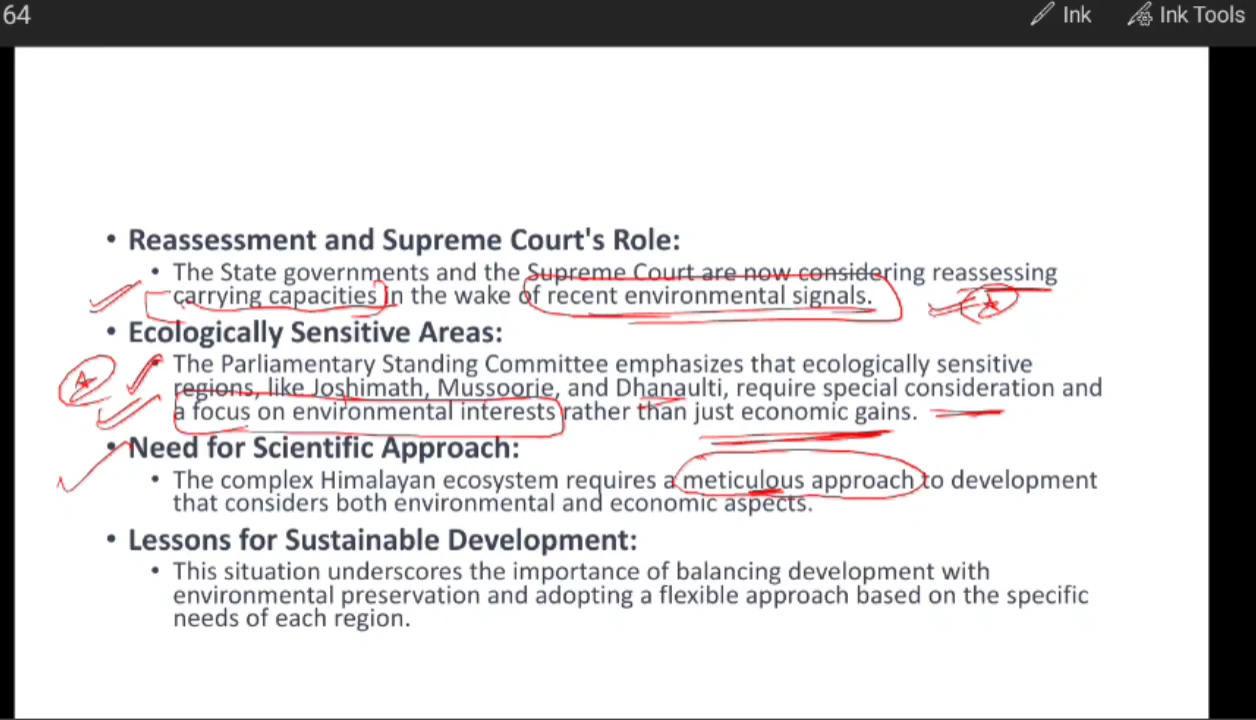 64
Ink
Ink Tools
• Reassessment and Supreme Court's Role:
• The State governments and the Supreme Court are now considering reassessing
carrying capacities in the wake of recent environmental signals.
• Ecologically Sensitive Areas:
The Parliamentary Standing Committee emphasizes that ecologically sensitive
regions, like Joshimath, Mussoorie, and Dhanaulti, require special consideration and
a focus on environmental interests rather than just economic gains.
• Need for Scientific Approach:
• The complex Himalayan ecosystem requires a meticulous approach to development
that considers both environmental and economic aspects.
• Lessons for Sustainable Development:
• This situation underscores the importance of balancing development with
environmental preservation and adopting a flexible approach based on the specific
needs of each region.